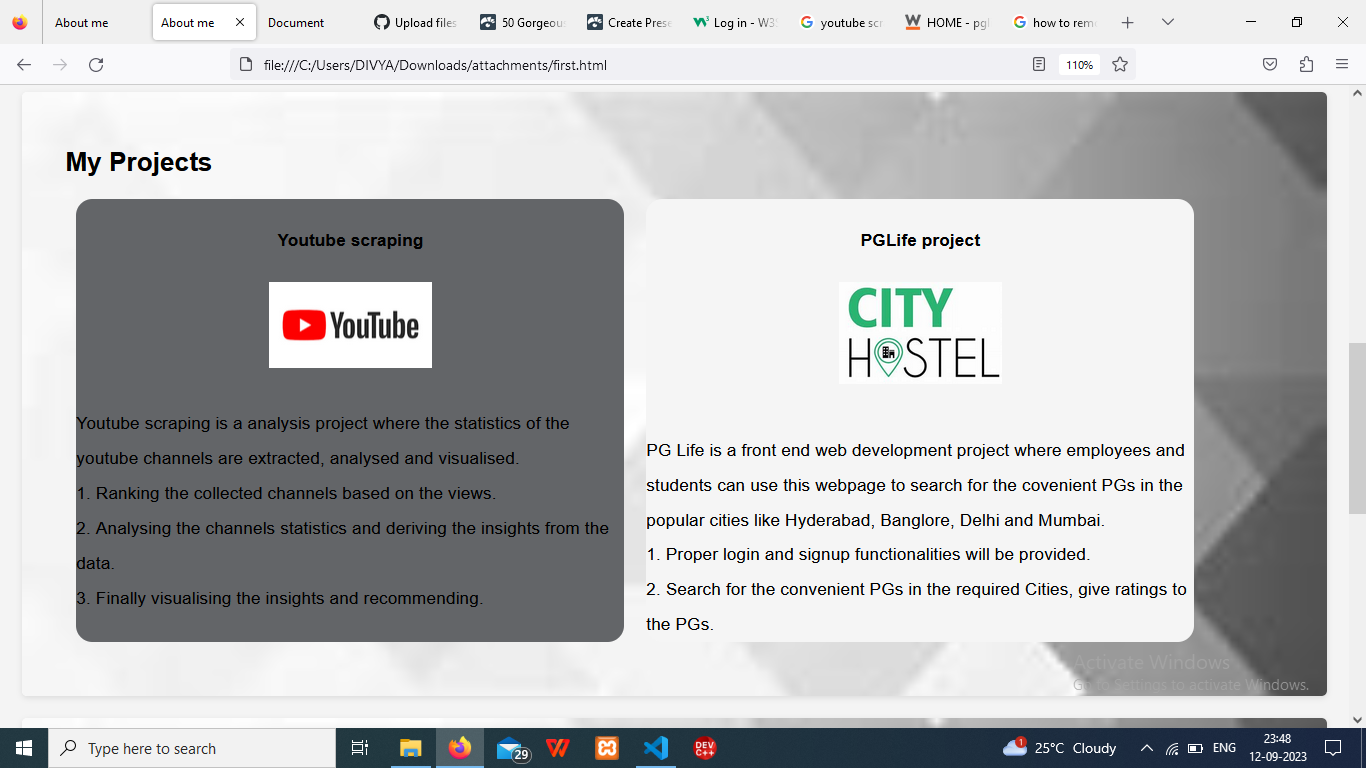 About me
About me
Document
Upload files
50 Gorgeous
Create Prese
Log in - W3S
youtube scr
HOME - pgl
how to rem
file:///C:/Users/DIVYA/Downloads/attachments/first.html
110%
My Projects
Youtube scraping
YouTube
Youtube scraping is a analysis project where the statistics of the
youtube channels are extracted, analysed and visualised.
1. Ranking the collected channels based on the views.
2. Analysing the channels statistics and deriving the insights from the
data.
3. Finally visualising the insights and recommending.
PGLife project
CITY
HOSTEL
PG Life is a front end web development project where employees and
students can use this webpage to search for the covenient PGs in the
popular cities like Hyderabad, Banglore, Delhi and Mumbai.
1. Proper login and signup functionalities will be provided.
2. Search for the convenient PGs in the required Cities, give ratings to
the PGs.
Activate Windows
Go to Settings to activate Windows.
Type here to search
29
DEV
C++
1
25°C Cloudy
ENG
23:48
12-09-2023